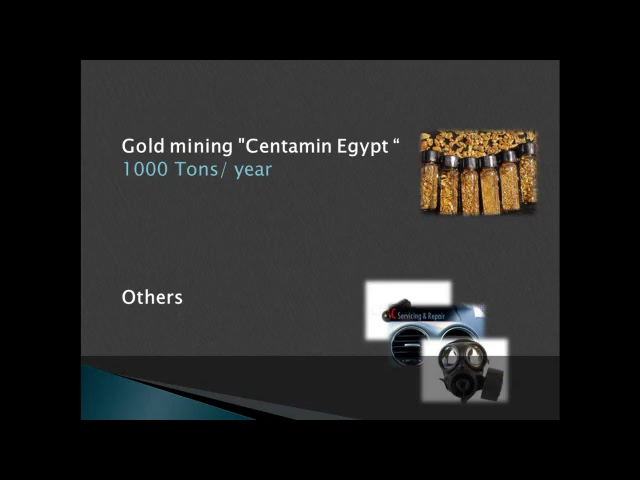 Gold mining "Centamin Egypt “
1000 Tons/ year
Others
Servicing & Repair